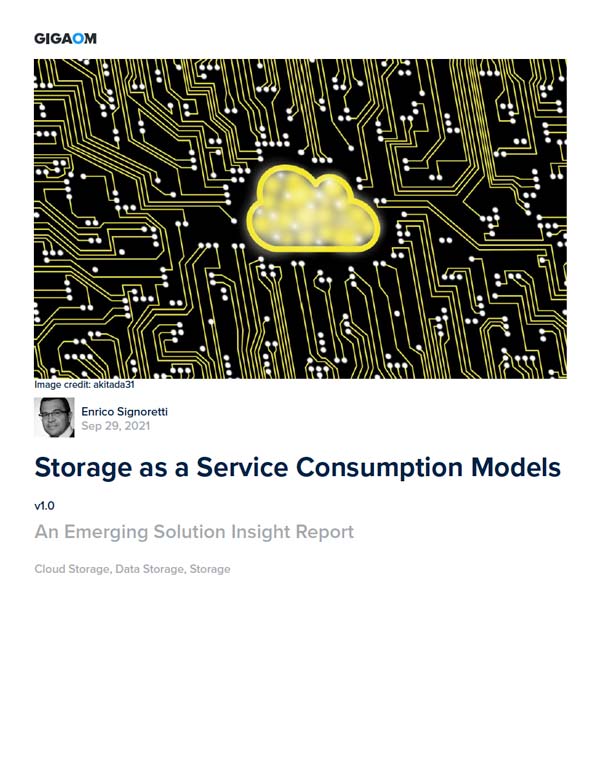 GIGAOM
Image credit: akitada31
Enrico Signoretti
Sep 29, 2021
Storage as a Service Consumption Models
v1.0
An Emerging Solution Insight Report
Cloud Storage, Data Storage, Storage